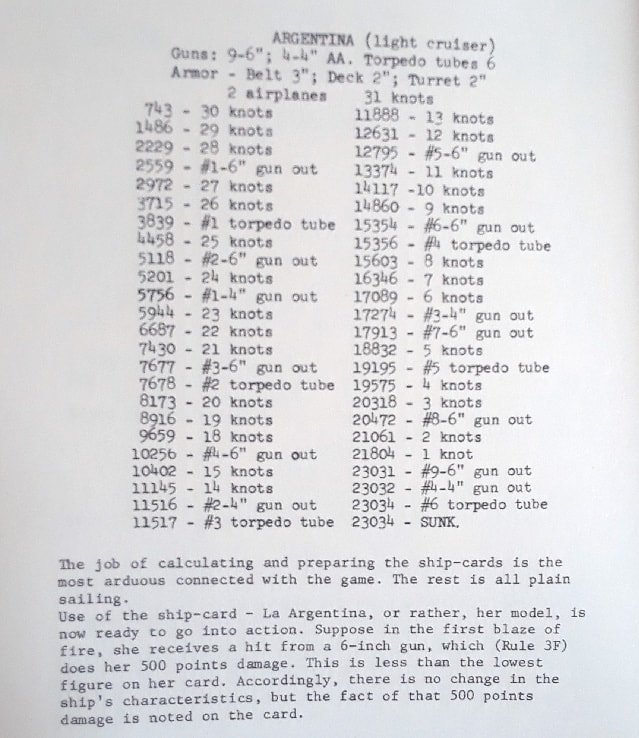 ARGENTINA (light cruiser)
Guns: 9-6"; 4-4" AA. Torpedo tubes 6
Armor - Belt 3"; Deck 2"; Turret 2"
2 airplanes 31 knots
743 - 30 knots
1486 - 29 knots
2229 - 28 knots
2559 - #1-6" gun out
2972 - 27 knots
3715 - 26 knots
3839 - #1 torpedo tube
4458 - 25 knots
5118 - #2-6" gun out
5201 - 24 knots
5756 - #1-4" gun out
5944 - 23 knots
6687 - 22 knots
7430 - 21 knots
7677 - #3-6" gun out
7678 - #2 torpedo tube
8173 - 20 knots
8916 - 19 knots
9659 - 18 knots
10256 - #4-6" gun out
10402 - 15 knots
11145 - 14 knots
11516 - #2-4" gun out
11517 - #3 torpedo tube
11888 - 13 knots
12631 - 12 knots
12795 - #5-6" gun out
13374 - 11 knots
14117 -10 knots
14860 - 9 knots
15354 - #6-6" gun out
15356 - #4 torpedo tube
15603 - 8 knots
16346 - 7 knots
17089 - 6 knots
17274 - #3-4" gun out
17913 - #7-6" gun out
18832 - 5 knots
19195 - #5 torpedo tube
19575 - 4 knots
20318 - 3 knots
20472 - #8-6" gun out
21061 - 2 knots
21804 - 1 knot
23031 - #9-6" gun out
23032 - #4-4" gun out
23034 - #6 torpedo tube
23034 - SUNK.
The job of calculating and preparing the ship-cards is the
most arduous connected with the game. The rest is all plain
sailing.
Use of the ship-card - La Argentina, or rather, her model, is
now ready to go into action. Suppose in the first blaze of
fire, she receives a hit from a 6-inch gun, which (Rule 3F)
does her 500 points damage. This is less than the lowest
figure on her card. Accordingly, there is no change in the
ship's characteristics, but the fact of that 500 points
damage is noted on the card.